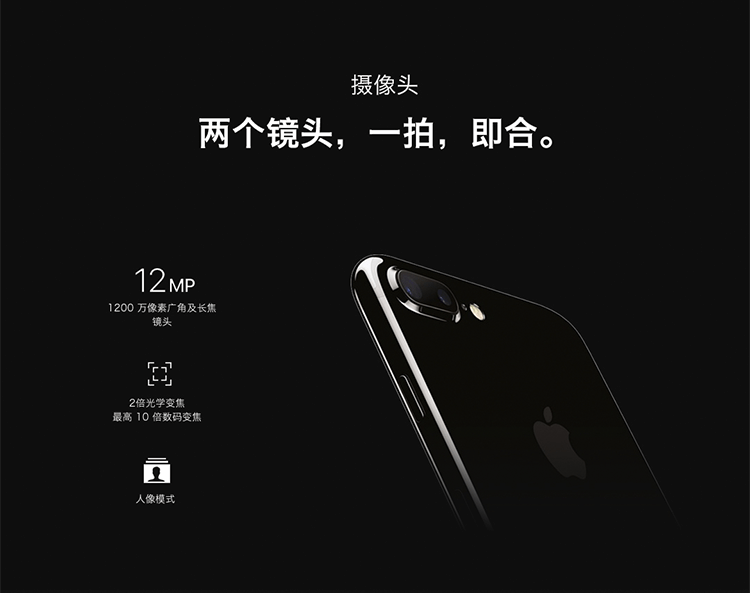 摄像头
两个镜头，一拍，即合。
12MP
1200 万像素广角及长焦
镜头
2倍光学变焦
最高 10 倍数码变焦
人像模式